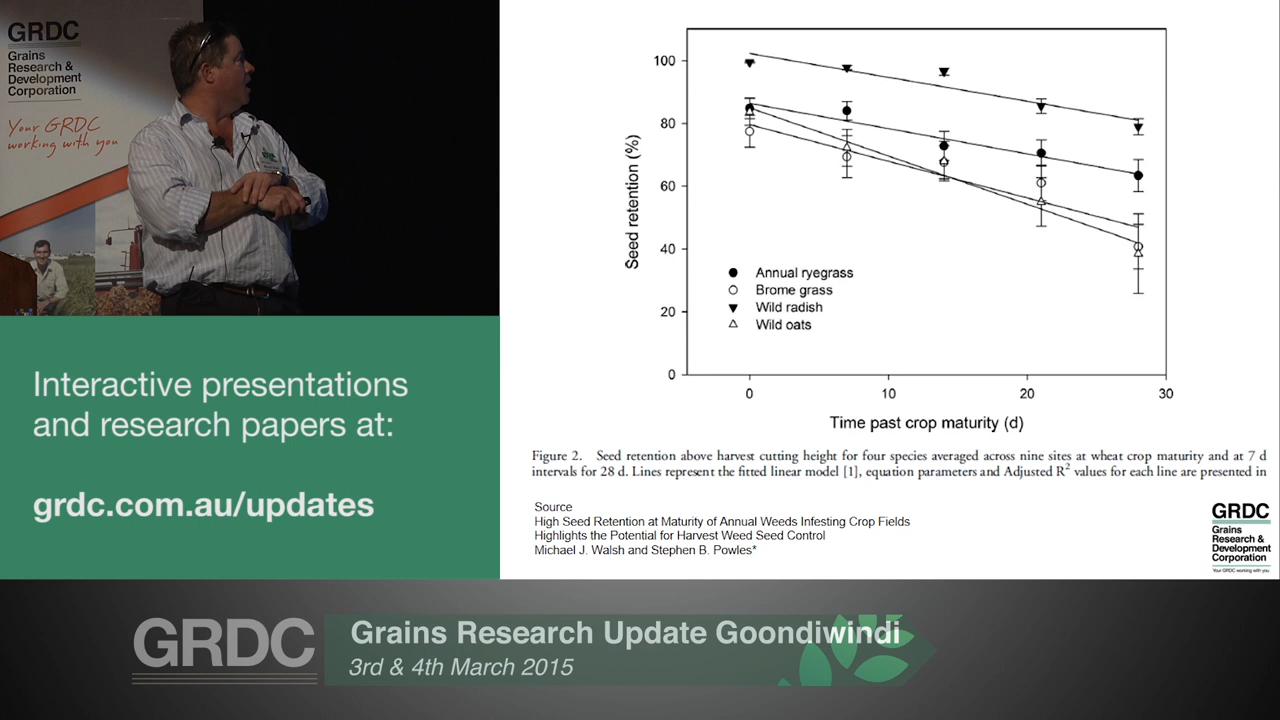 GRDC
Grains
Research &
Development
Corporation
Your GRDC
working with you
Interactive presentations
and research papers at:
grdc.com.au/updates
Seed retention (%)
100
80
60
40
20
0
Annual ryegrass
Brome grass
Wild radish
Wild oats
0 10 20 30
Time past crop maturity (d)
Figure 2. Seed retention above harvest cutting height for four species averaged across nine sites at wheat crop maturity and at 7 d
intervals for 28 d. Lines represent the fitted linear model [1], equation parameters and Adjusted R² values for each line are presented in
Source
High Seed Retention at Maturity of Annual Weeds Infesting Crop Fields
Highlights the Potential for Harvest Weed Seed Control
Michael J. Walsh and Stephen B. Powles*
GRDC
Grains
Research &
Development
Corporation
Your GRDC working with you
GRDC
Grains Research Update Goondiwindi
3rd & 4th March 2015